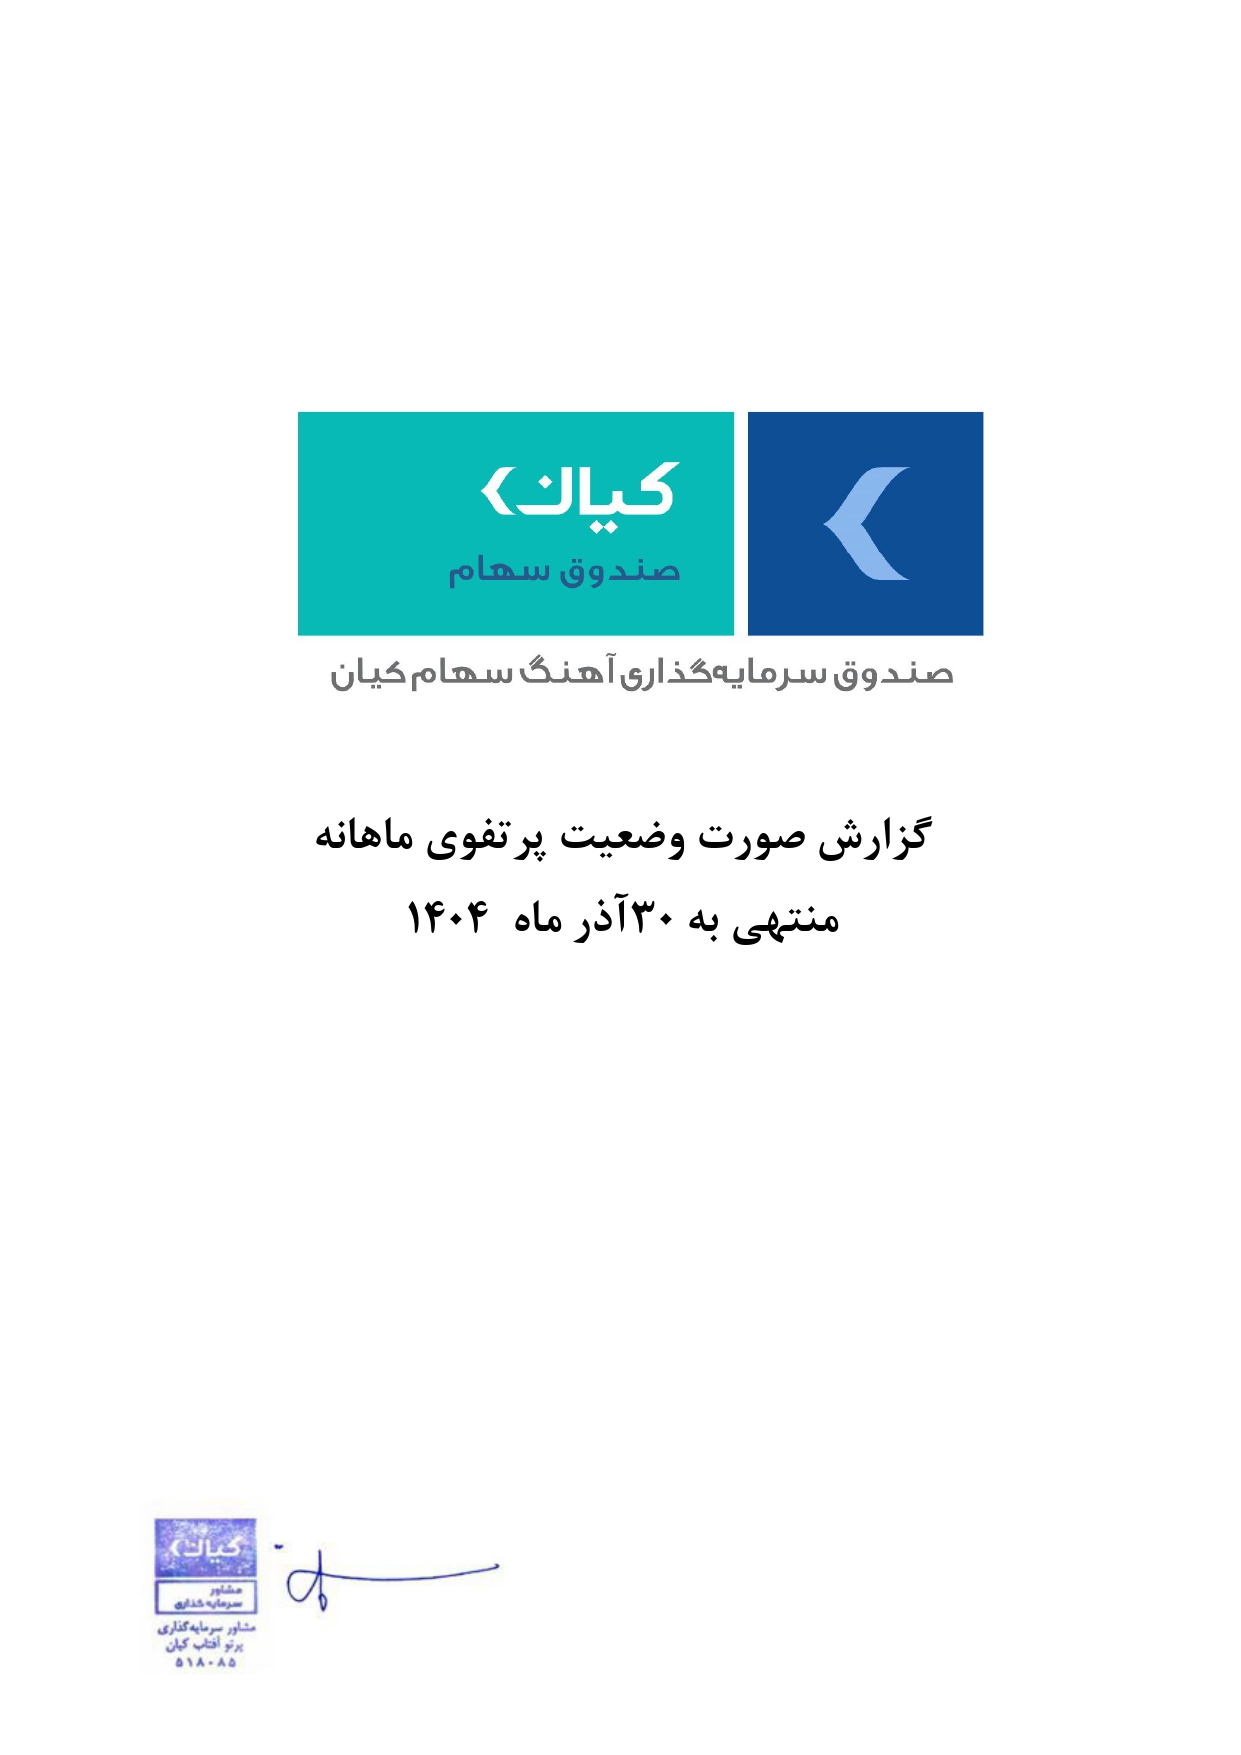 کیان
صندوق سهام
صندوق سرمایه‌گذاری آهنگ سهام کیان
گزارش صورت وضعیت پرتفوی ماهانه
منتهی به ۳۰آذر ماه ۱۴۰۴
کیان
مشاور
سرمایه‌گذاری
مشاور سرمایه‌گذاری
پرتو آفتاب کیان
۵۱۸۰۸۵